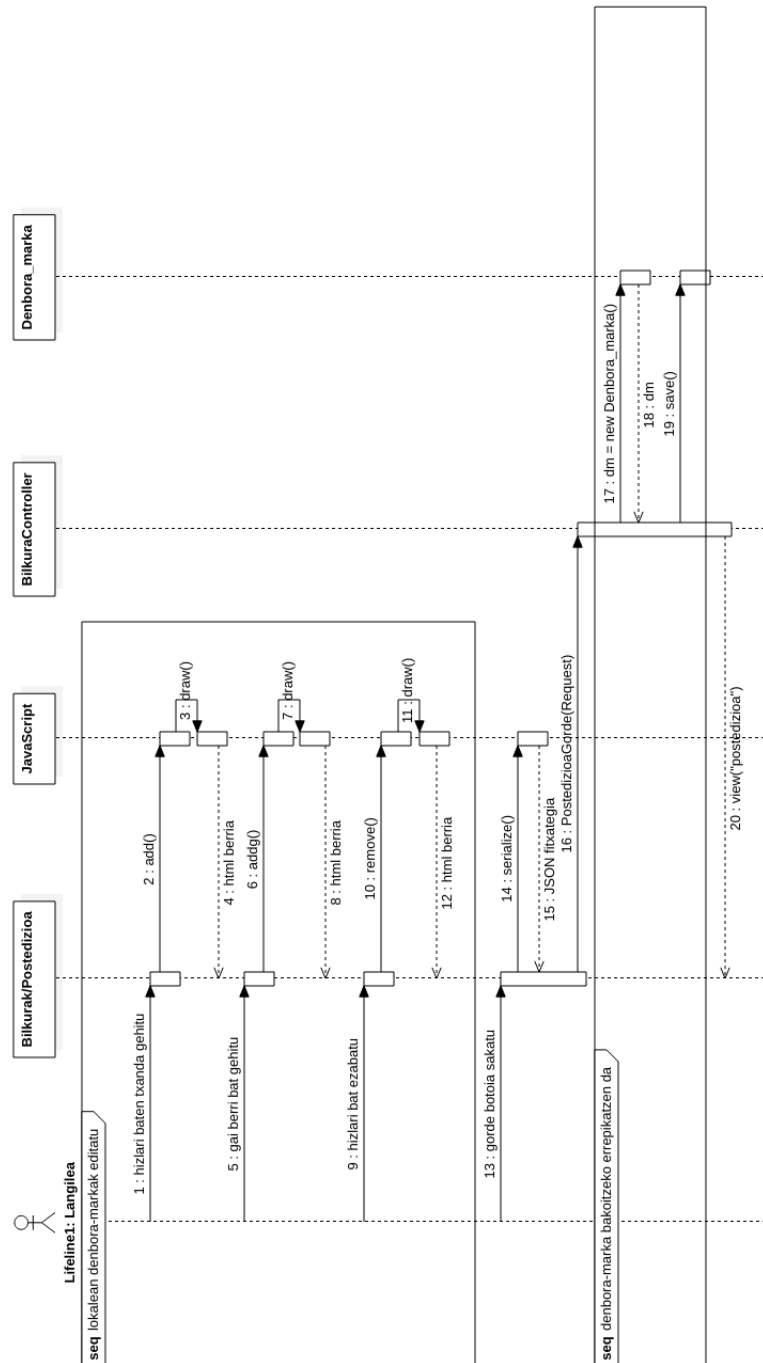 Lifeline1: Langilea
Bilkurak/Postedizioa
JavaScript
BilkuraController
Denbora_marka
seq lokalean denbora-markak editatu
1 : hizlari baten txanda gehitu
2 : add()
3 : draw()
4 : html berria
5 : gai berri bat gehitu
6 : addg()
7 : draw()
8 : html berria
9 : hizlari bat ezabatu
10 : remove()
11 : draw()
12 : html berria
13 : gorde botoia sakatu
14 : serialize()
15 : JSON fitxategia
16 : PostedizioaGorde(Request)
seq denbora-marka bakoitzeko errepikatzen da
17 : dm = new Denbora_marka()
18 : dm
19 : save()
20 : view("postedizioa")